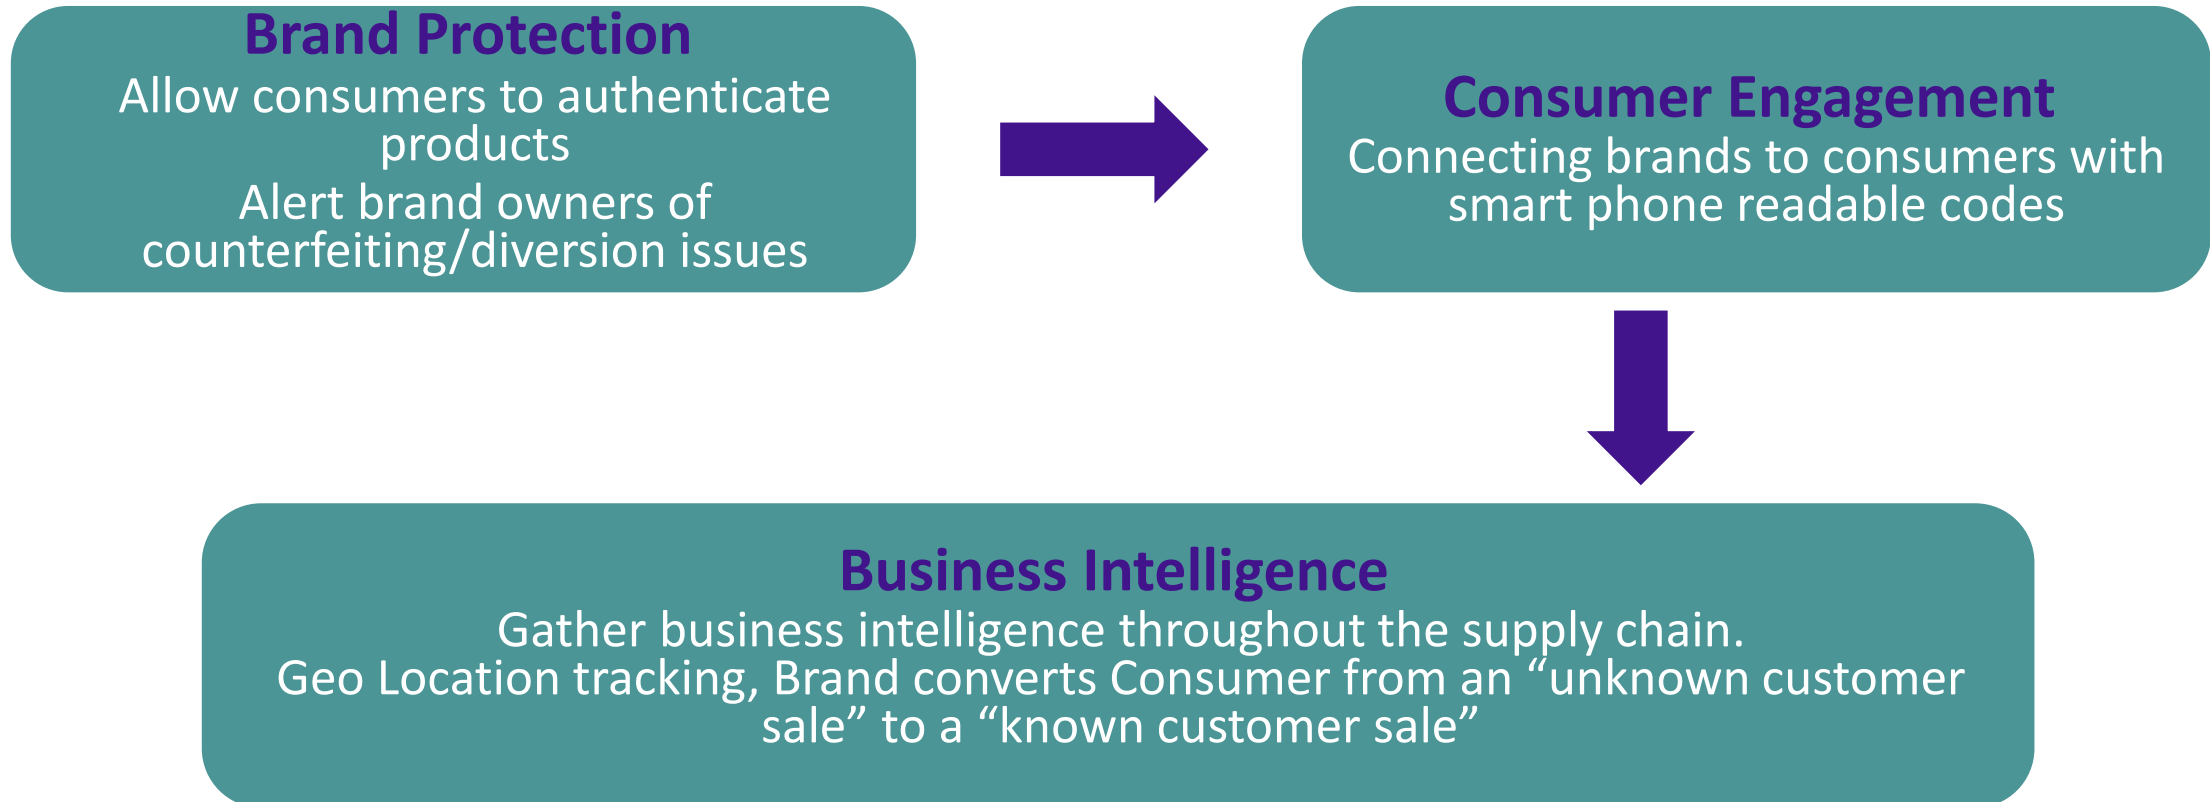 Brand Protection
Allow consumers to authenticate
products
Alert brand owners of
counterfeiting/diversion issues
Consumer Engagement
Connecting brands to consumers with
smart phone readable codes
Business Intelligence
Gather business intelligence throughout the supply chain.
Geo Location tracking, Brand converts Consumer from an “unknown customer
sale” to a “known customer sale”